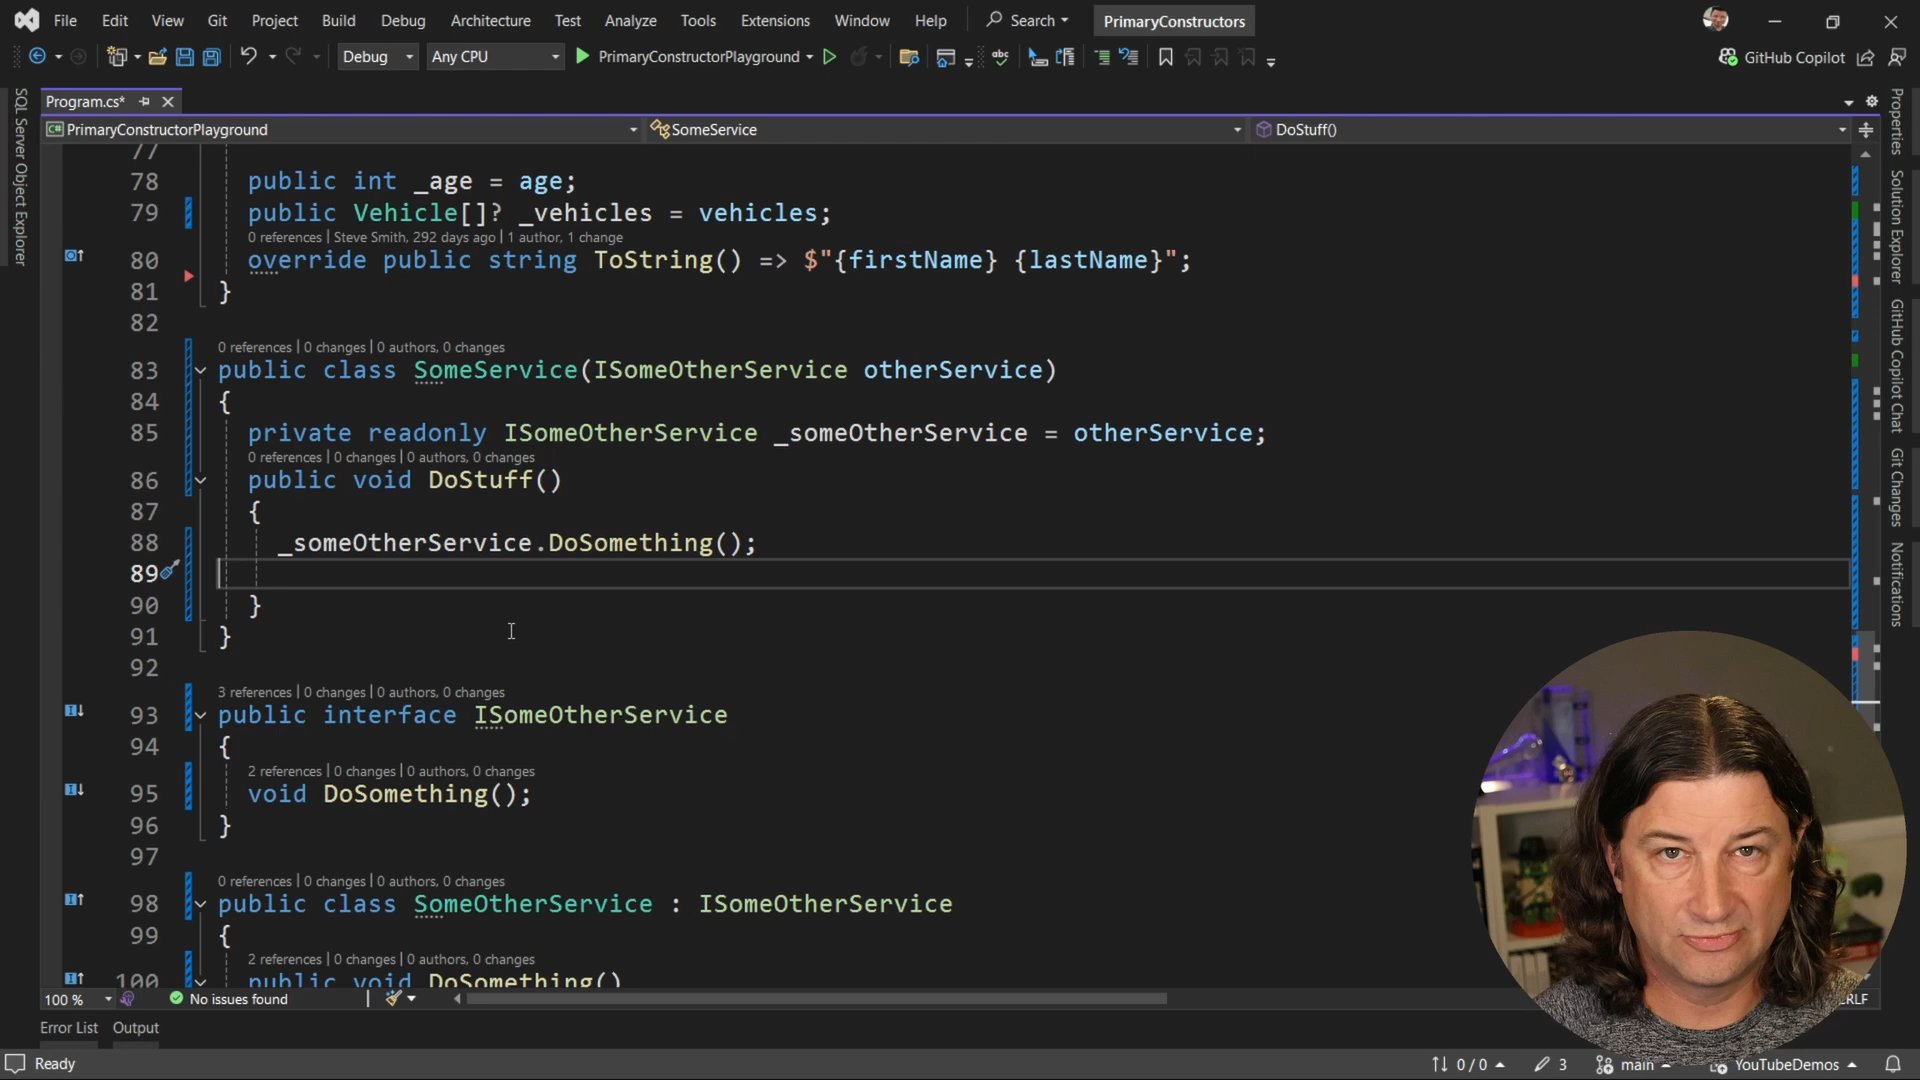 File Edit View Git Project Build Debug Architecture Test Analyze Tools Extensions Window Help Search PrimaryConstructors
Debug Any CPU PrimaryConstructorPlayground GitHub Copilot
Program.cs*
PrimaryConstructorPlayground SomeService DoStuff()
77
78 public int _age = age;
79 public Vehicle[]? _vehicles = vehicles;
0 references | Steve Smith, 292 days ago | 1 author, 1 change
80 override public string ToString() => $"{firstName} {lastName}";
81 }
82
0 references | 0 changes | 0 authors, 0 changes
83 public class SomeService(ISomeOtherService otherService)
84 {
85 private readonly ISomeOtherService _someOtherService = otherService;
0 references | 0 changes | 0 authors, 0 changes
86 public void DoStuff()
87 {
88 _someOtherService.DoSomething();
89
90 }
91 }
92
3 references | 0 changes | 0 authors, 0 changes
93 public interface ISomeOtherService
94 {
2 references | 0 changes | 0 authors, 0 changes
95 void DoSomething();
96 }
97
0 references | 0 changes | 0 authors, 0 changes
98 public class SomeOtherService : ISomeOtherService
99 {
2 references | 0 changes | 0 authors, 0 changes
100 public void DoSomething()
100 % No issues found
Error List Output
Ready 0 / 0 3 main YouTubeDemos
SQL Server Object Explorer
Properties
Solution Explorer
GitHub Copilot Chat
Git Changes
Notifications